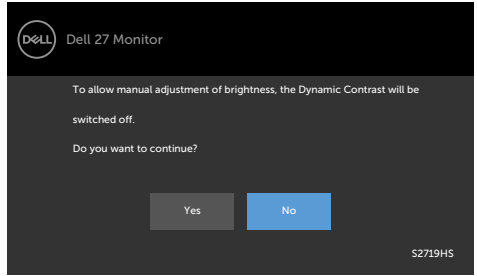 DELL
Dell 27 Monitor
To allow manual adjustment of brightness, the Dynamic Contrast will be
switched off.
Do you want to continue?
Yes
No
S2719HS